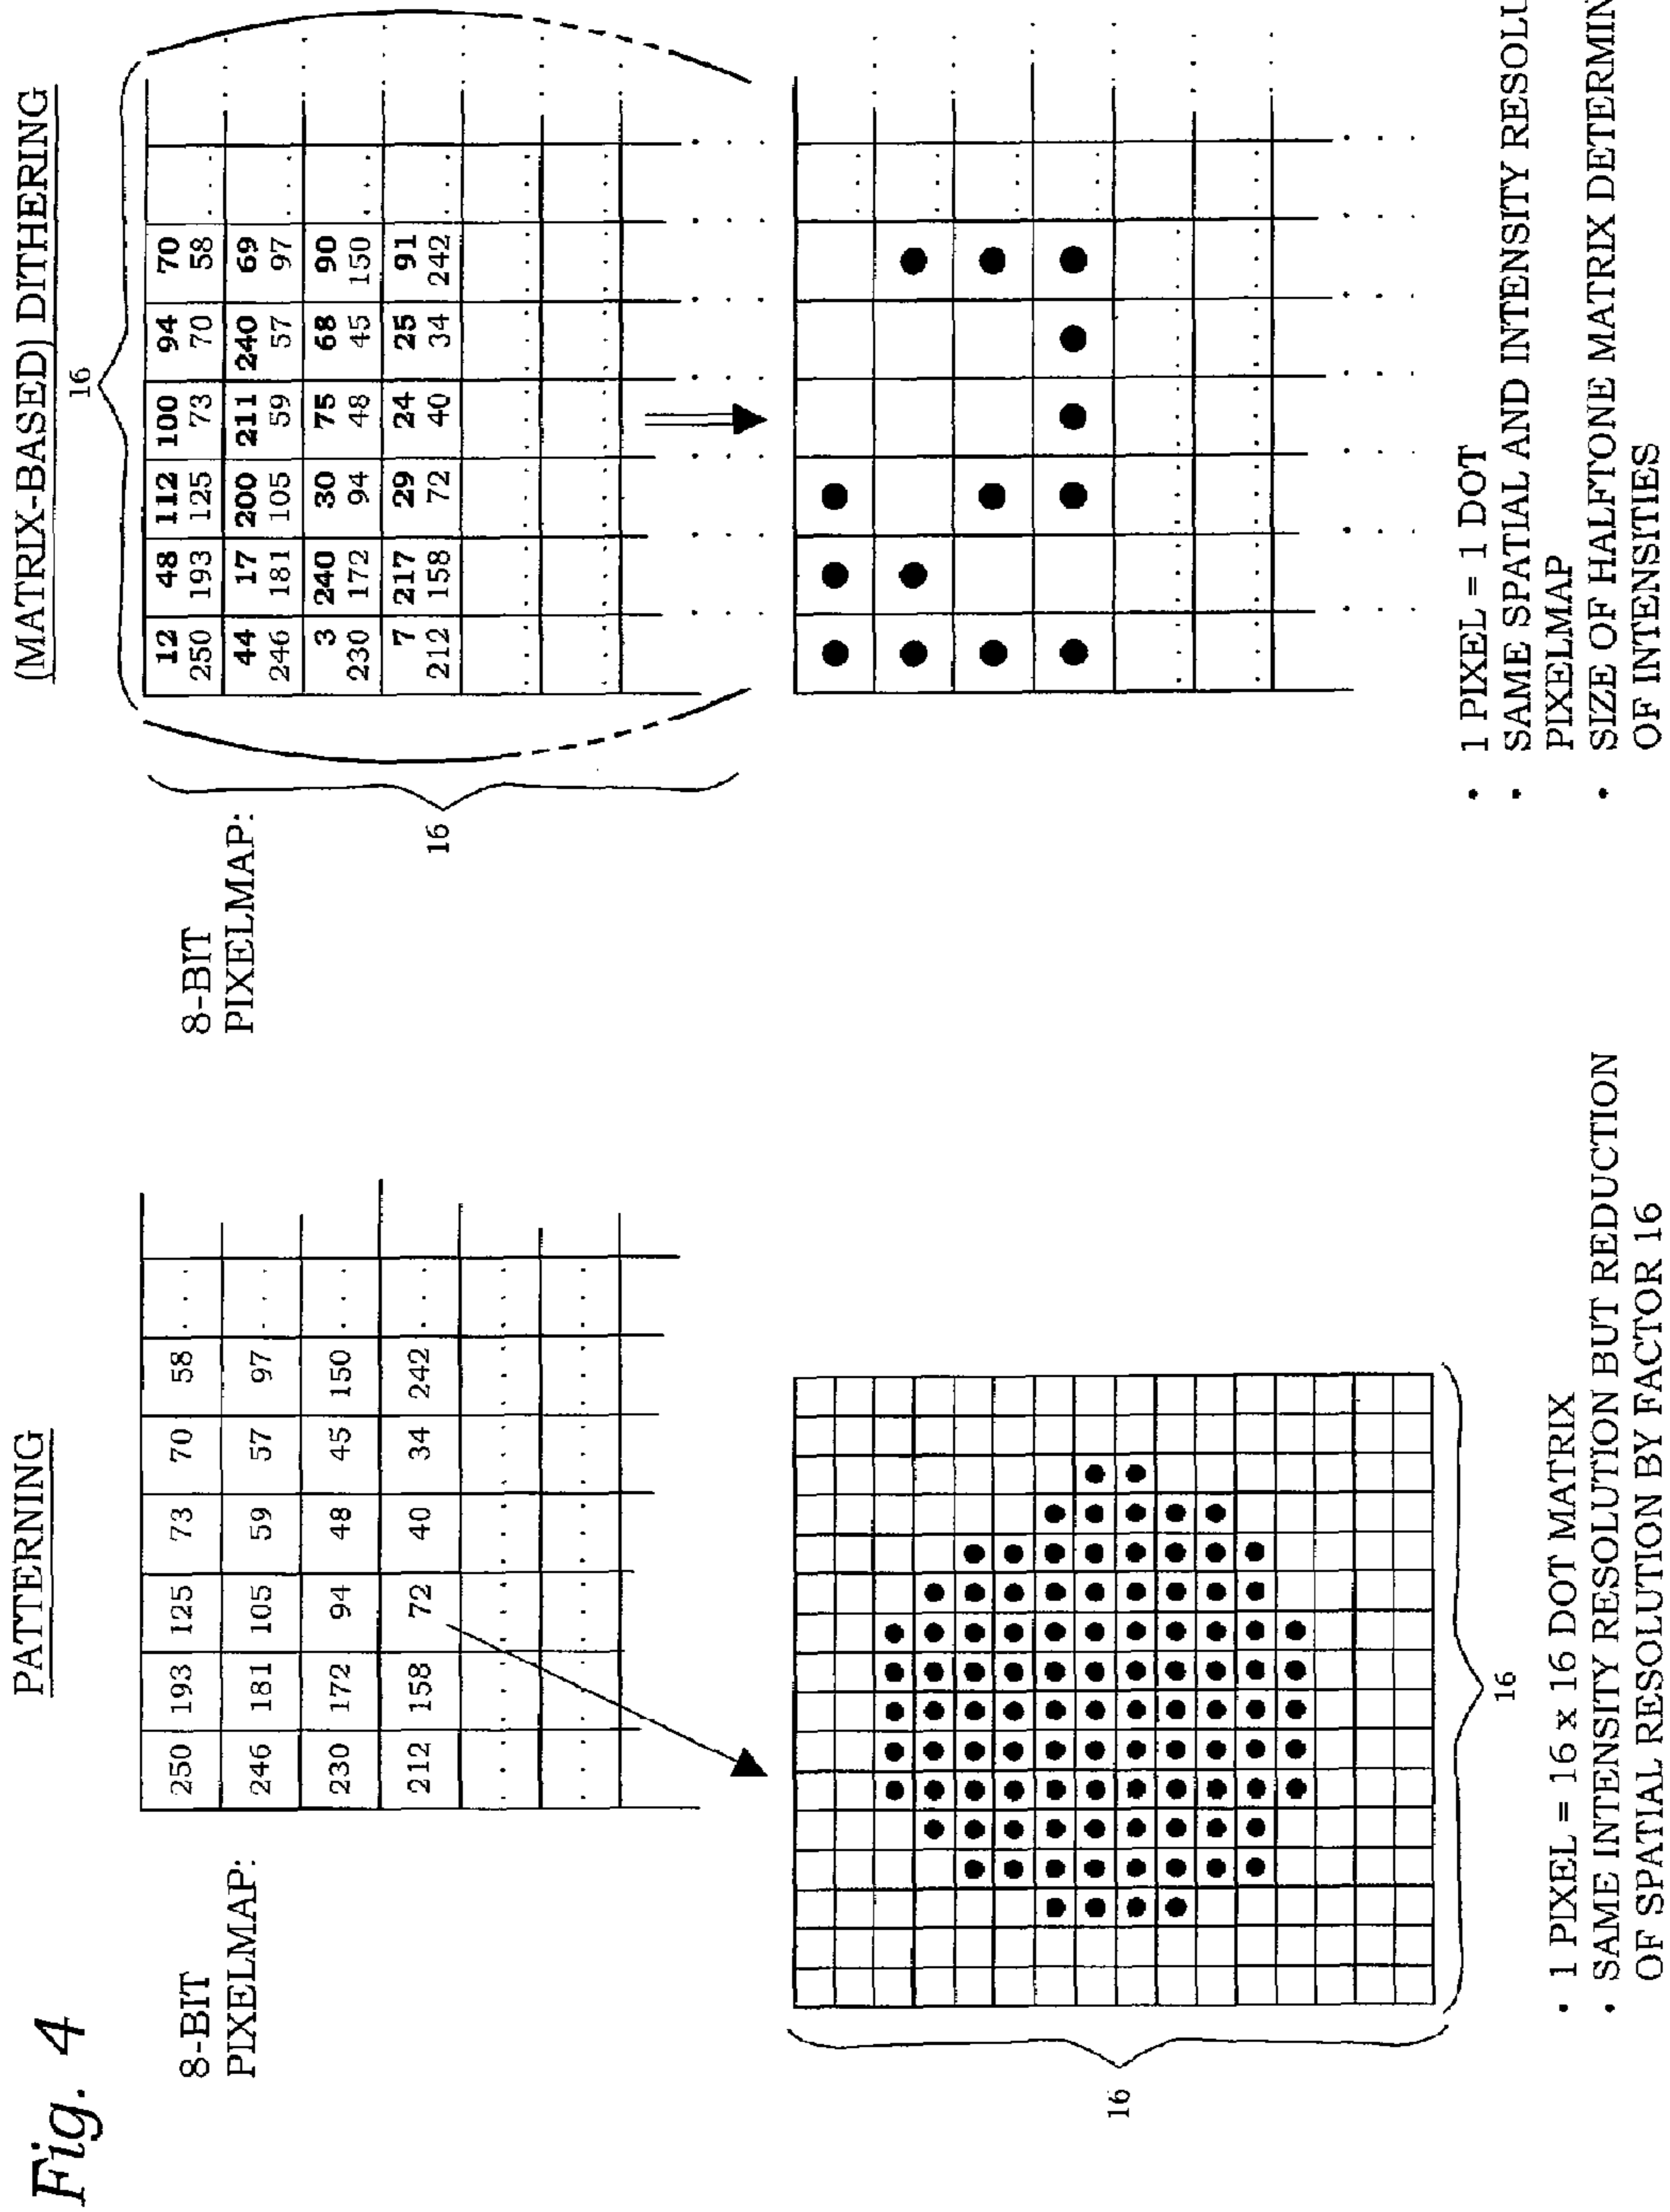 Fig. 4
PATTERNING
8-BIT
PIXELMAP:
250 193 125 73 70 58 . . .
246 181 105 59 57 97 . . .
230 172 94 48 45 150 . . .
212 158 72 40 34 242 . . .
16
16
• 1 PIXEL = 16 x 16 DOT MATRIX
• SAME INTENSITY RESOLUTION BUT REDUCTION
OF SPATIAL RESOLUTION BY FACTOR 16
(MATRIX-BASED) DITHERING
16
8-BIT
PIXELMAP:
16
12 48 112 100 94 70
250 193 125 73 70 58 . . .
44 17 200 211 240 69
246 181 105 59 57 97 . . .
3 240 30 75 68 90
230 172 94 48 45 150 . . .
7 217 29 24 25 91
212 158 72 40 34 242 . . .
• 1 PIXEL = 1 DOT
• SAME SPATIAL AND INTENSITY RESOLU
PIXELMAP
• SIZE OF HALFTONE MATRIX DETERMIN
OF INTENSITIES